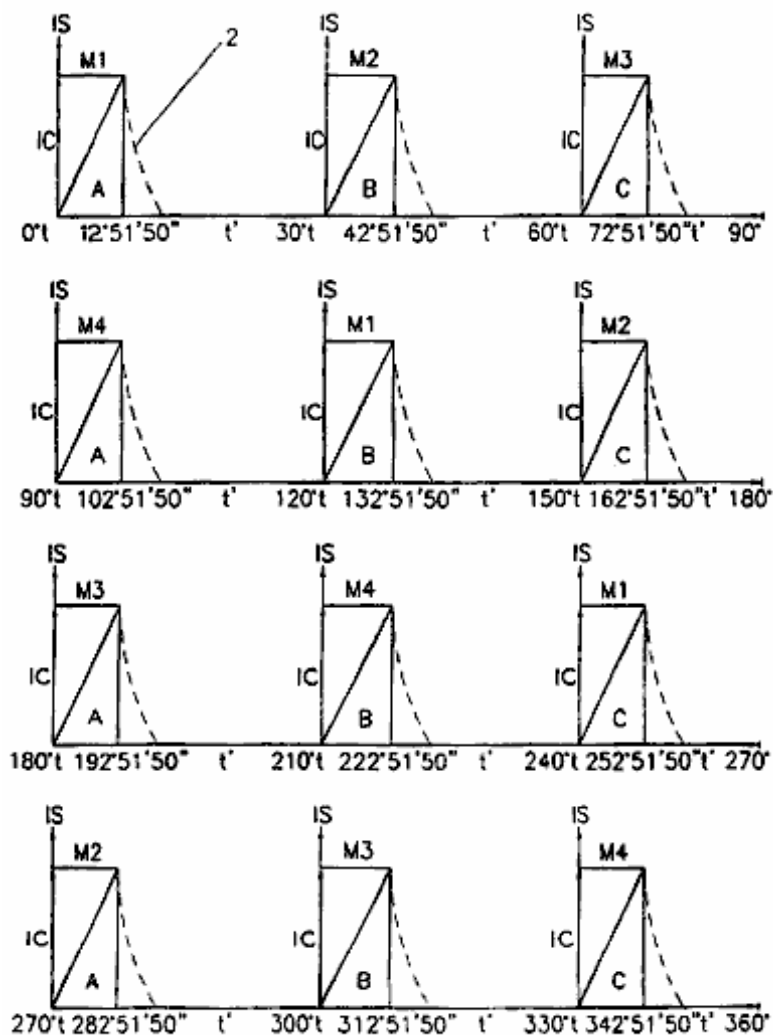 IS IS IS
M1 2 M2 M3
IC IC IC
A B C
0°t 12°51'50" t' 30°t 42°51'50" t' 60°t 72°51'50"t' 90°
IS IS IS
M4 M1 M2
IC IC IC
A B C
90°t 102°51'50" t' 120°t 132°51'50" t' 150°t 162°51'50"t' 180°
IS IS IS
M3 M4 M1
IC IC IC
A B C
180°t 192°51'50" t' 210°t 222°51'50" t' 240°t 252°51'50"t' 270°
IS IS IS
M2 M3 M4
IC IC IC
A B C
270°t 282°51'50" t' 300°t 312°51'50" t' 330°t 342°51'50"t' 360°